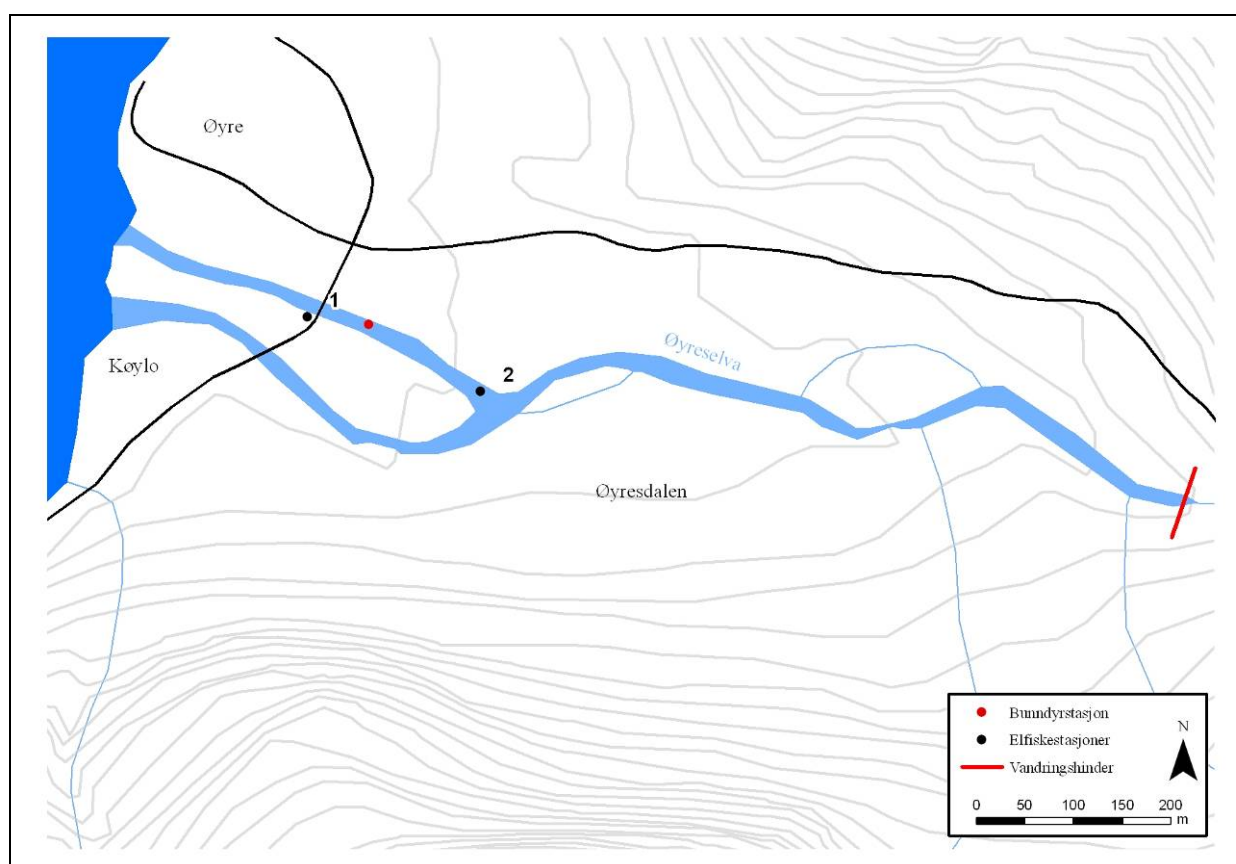 Øyre
1
Køylo
2
Øyreselva
Øyresdalen
Bunndyrstasjon
Elfiskestasjoner
Vandringshinder
N
0 50 100 150 200
m